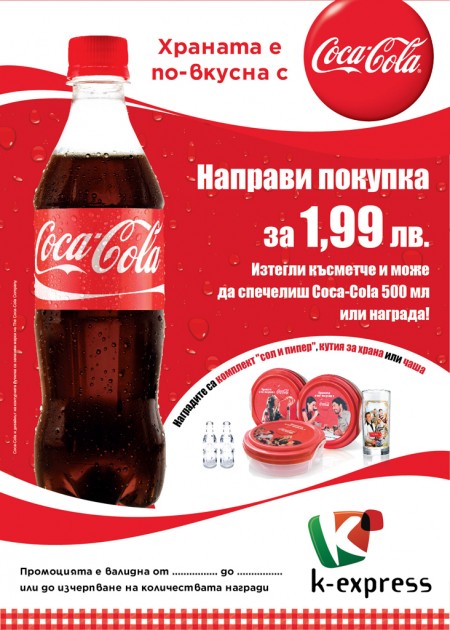 Храната е
по-вкусна с
Coca-Cola
Coca-Cola
Направи покупка
за 1,99 лв.
Изтегли късметче и може
да спечелиш Coca-Cola 500 мл
или награда!
Наградите са комплект "сол и пипер", кутия за храна или чаша
k-express
Промоцията е валидна от ................ до ................
или до изчерпване на количествата награди